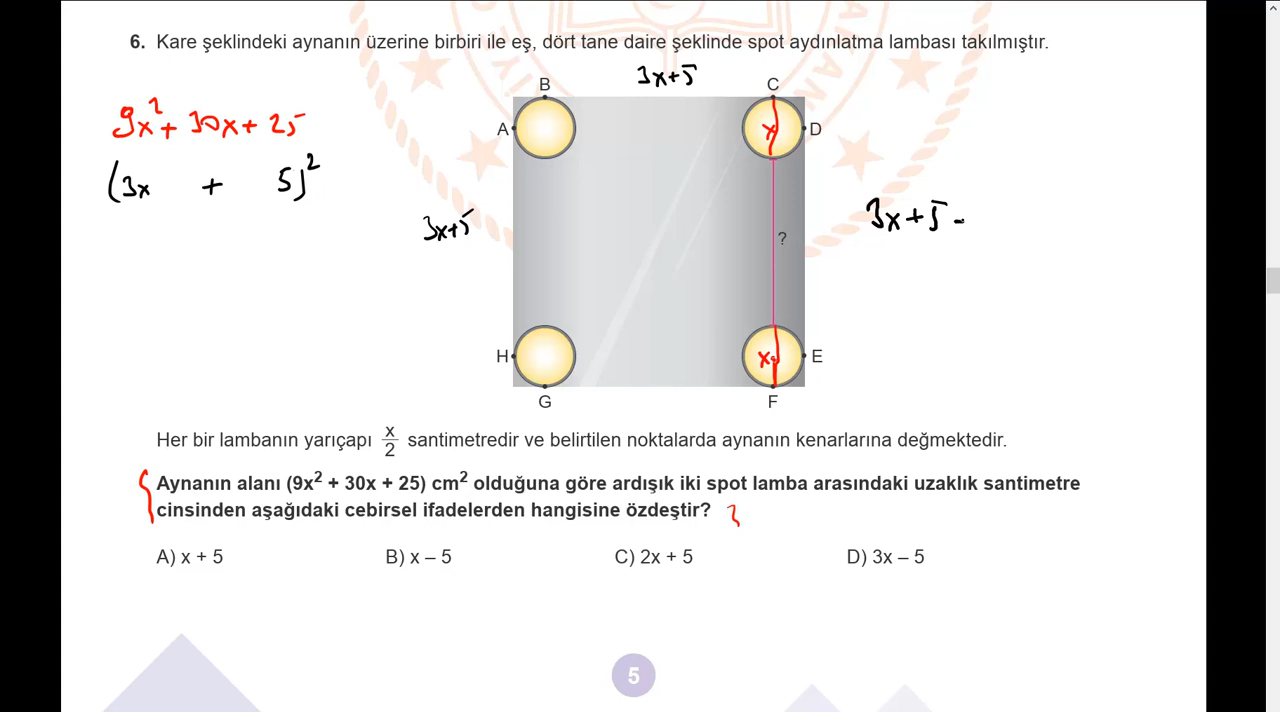 6. Kare şeklindeki aynanın üzerine birbiri ile eş, dört tane daire şeklinde spot aydınlatma lambası takılmıştır.
3x+5
B
C
9x² + 30x + 25
A
x
D
(3x + 5)²
3x+5
3x+5 -
?
H
x
E
G
F
Her bir lambanın yarıçapı x/2 santimetredir ve belirtilen noktalarda aynanın kenarlarına değmektedir.
Aynanın alanı (9x² + 30x + 25) cm² olduğuna göre ardışık iki spot lamba arasındaki uzaklık santimetre
cinsinden aşağıdaki cebirsel ifadelerden hangisine özdeştir?
A) x + 5 B) x – 5 C) 2x + 5 D) 3x – 5
5